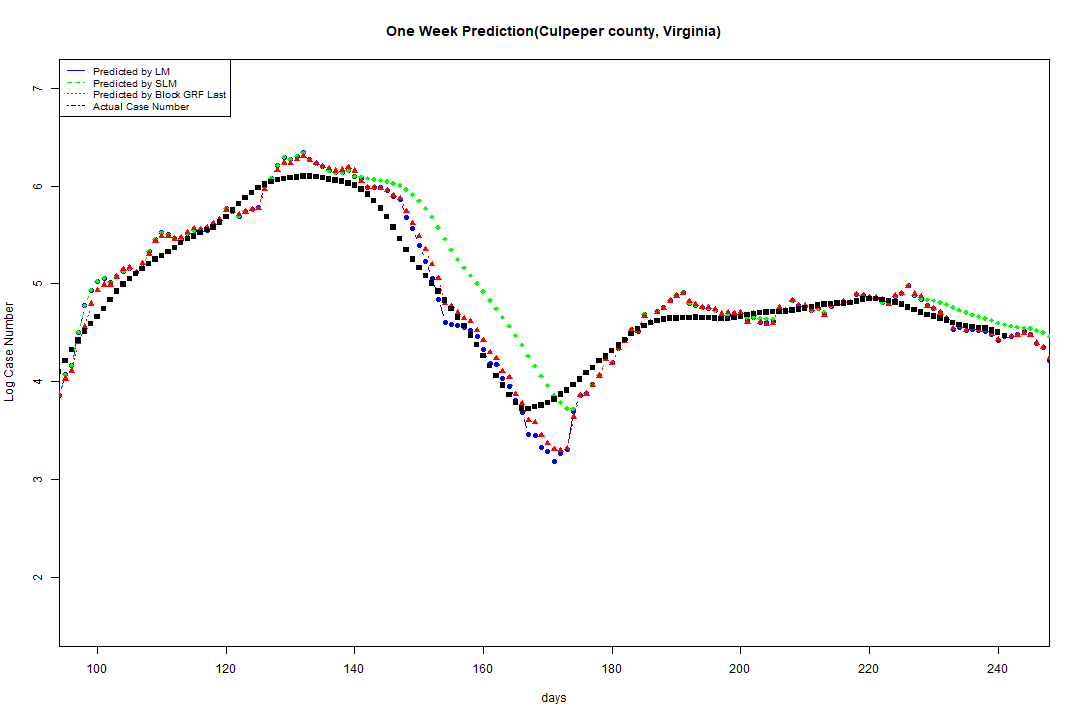 One Week Prediction(Culpeper county, Virginia)
Predicted by LM
Predicted by SLM
Predicted by Block GRF Last
Actual Case Number
7
6
5
4
3
2
Log Case Number
100 120 140 160 180 200 220 240
days